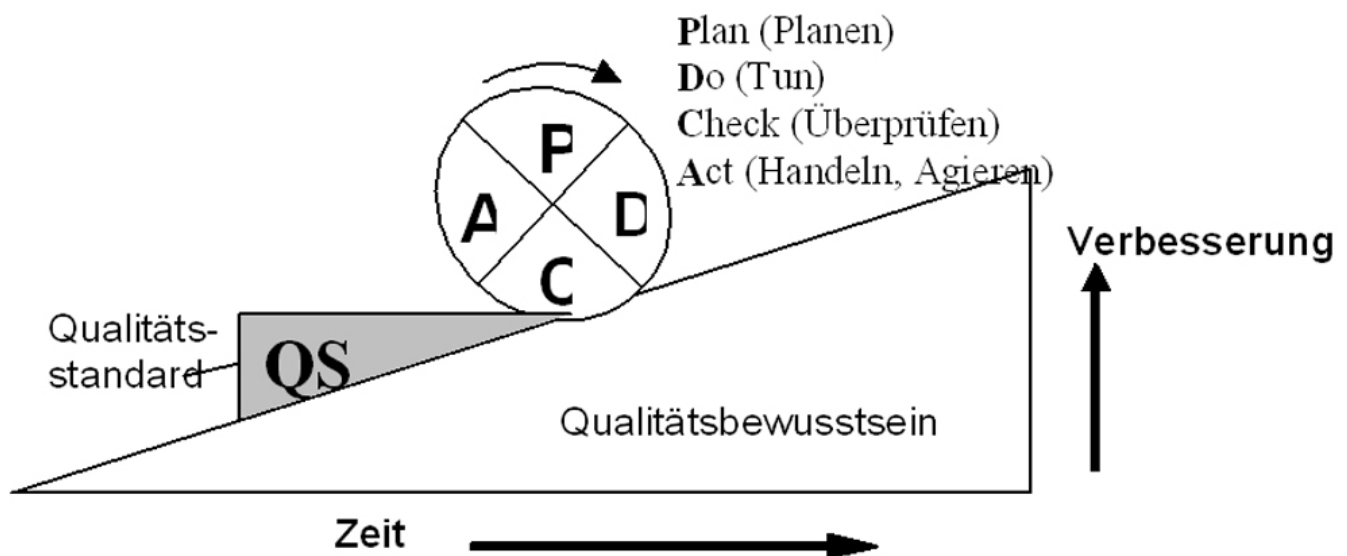 Plan (Planen)
Do (Tun)
Check (Überprüfen)
Act (Handeln, Agieren)
P
A
D
C
Verbesserung
Qualitäts-
standard
QS
Qualitätsbewusstsein
Zeit